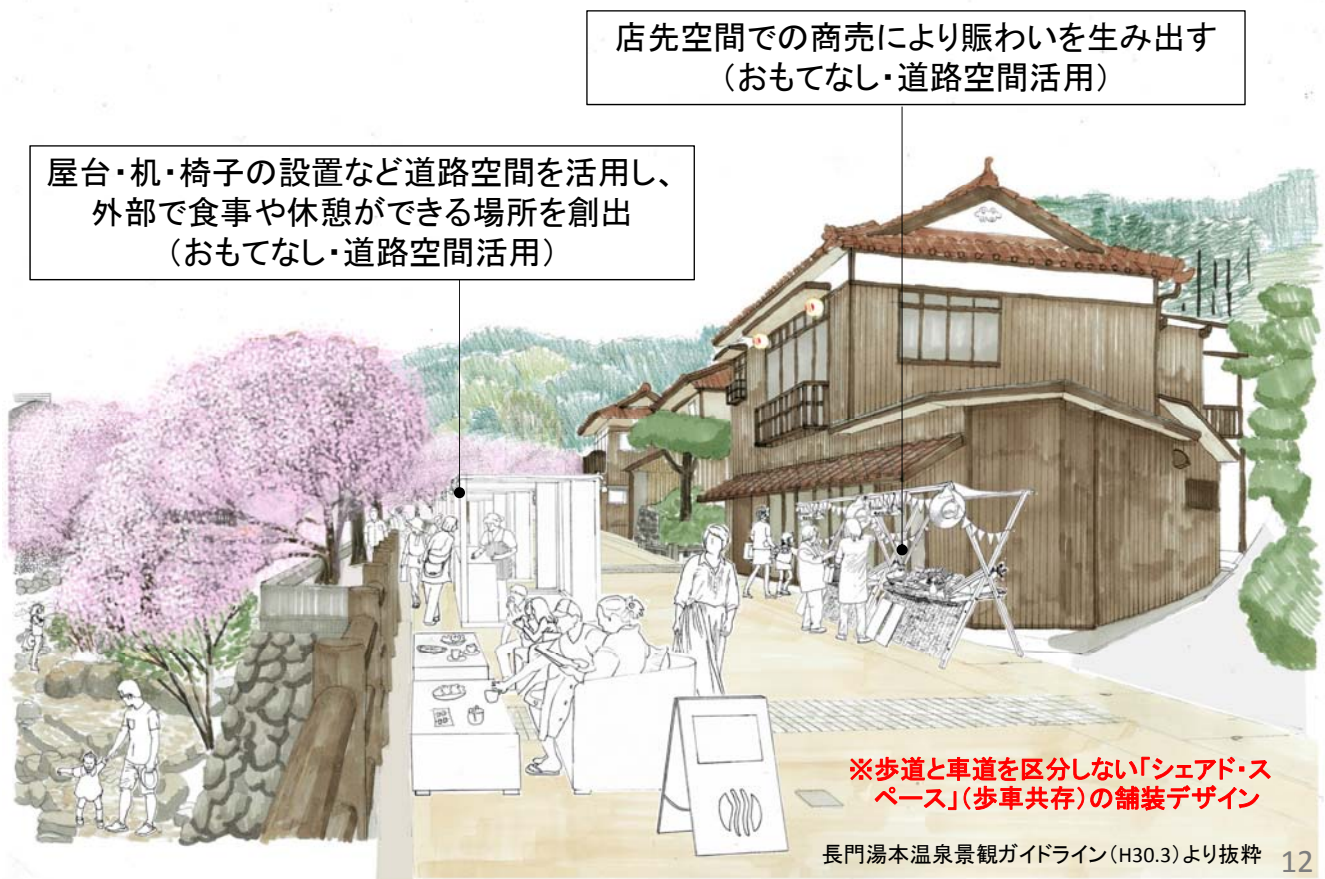 店先空間での商売により賑わいを生み出す
（おもてなし・道路空間活用）
屋台・机・椅子の設置など道路空間を活用し、
外部で食事や休憩ができる場所を創出
（おもてなし・道路空間活用）
※歩道と車道を区分しない「シェアド・ス
ペース」（歩車共存）の舗装デザイン
長門湯本温泉景観ガイドライン（H30.3）より抜粋
12